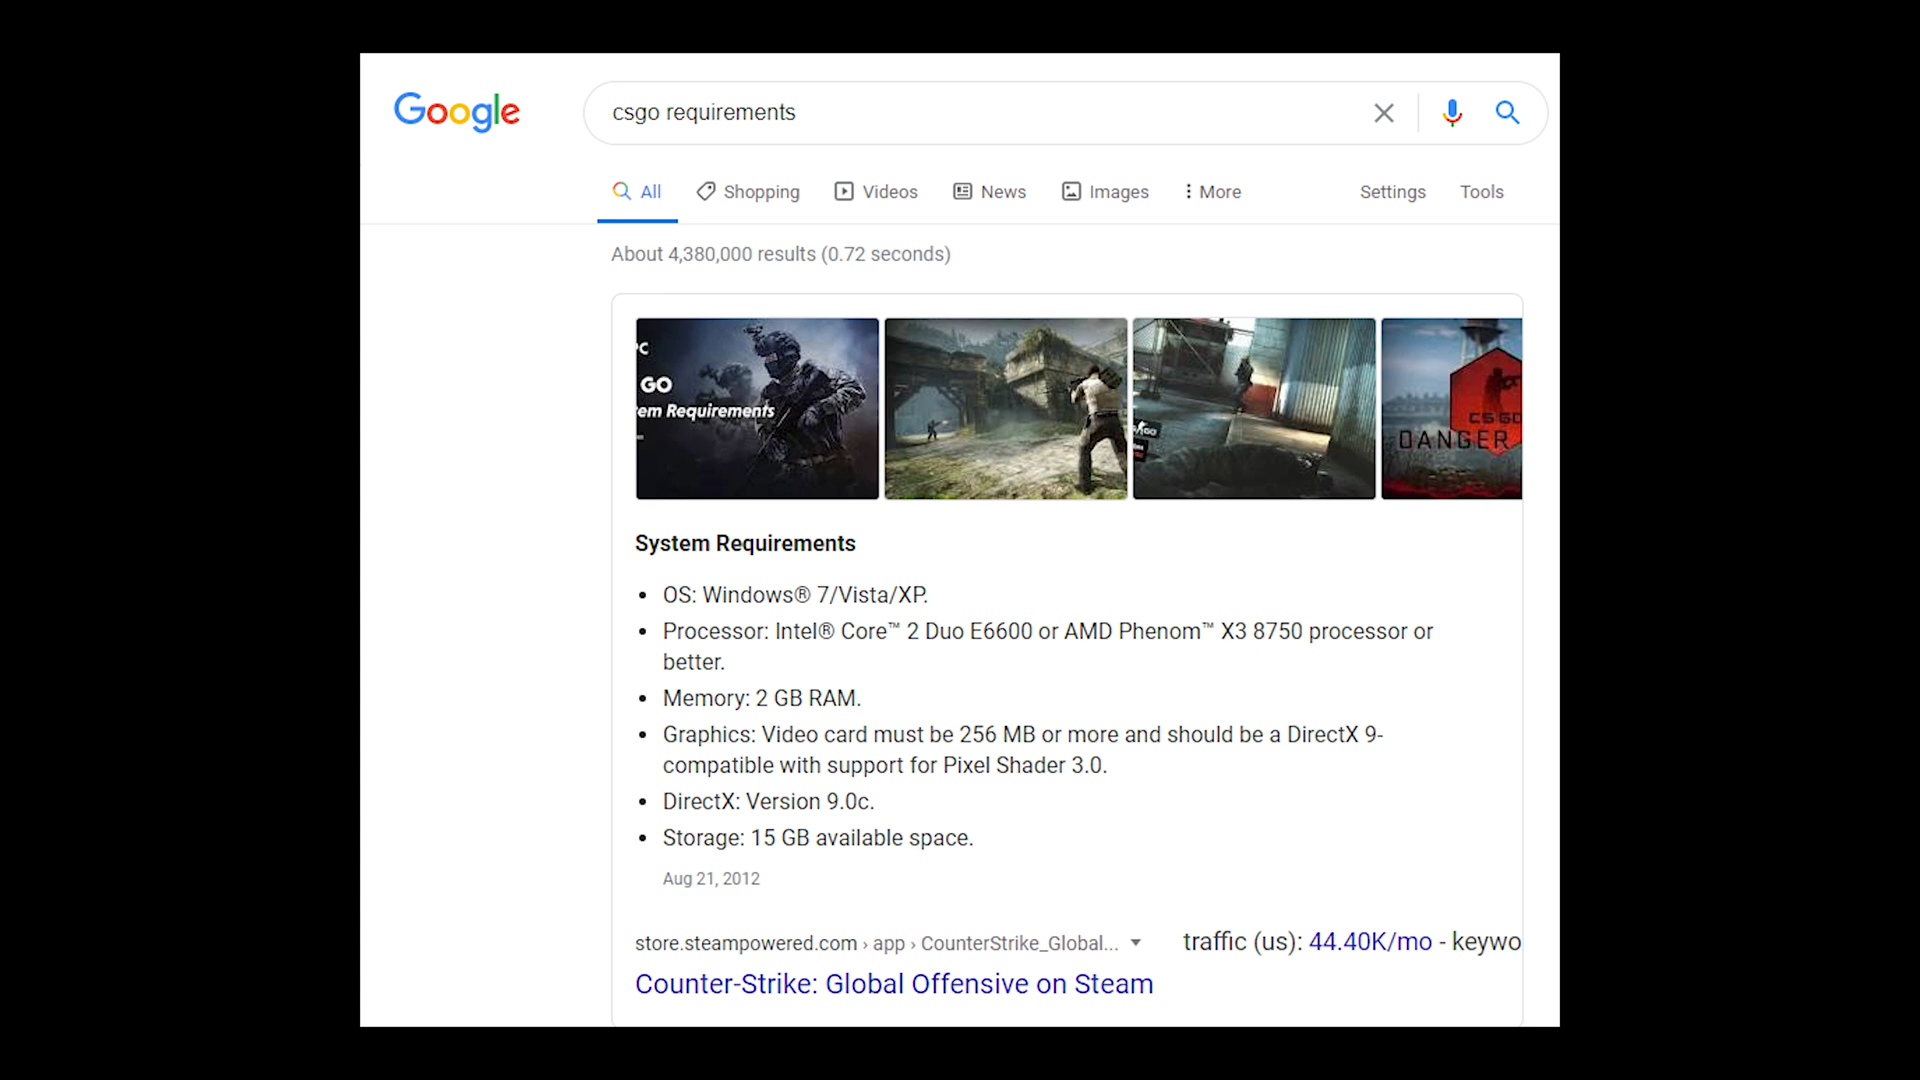 Google
csgo requirements
All Shopping Videos News Images More Settings Tools
About 4,380,000 results (0.72 seconds)
GO
Requirements
CS GO
DANGER
System Requirements
• OS: Windows® 7/Vista/XP.
• Processor: Intel® Core™ 2 Duo E6600 or AMD Phenom™ X3 8750 processor or
better.
• Memory: 2 GB RAM.
• Graphics: Video card must be 256 MB or more and should be a DirectX 9-
compatible with support for Pixel Shader 3.0.
• DirectX: Version 9.0c.
• Storage: 15 GB available space.
Aug 21, 2012
store.steampowered.com › app › CounterStrike_Global... traffic (us): 44.40K/mo - keywo
Counter-Strike: Global Offensive on Steam